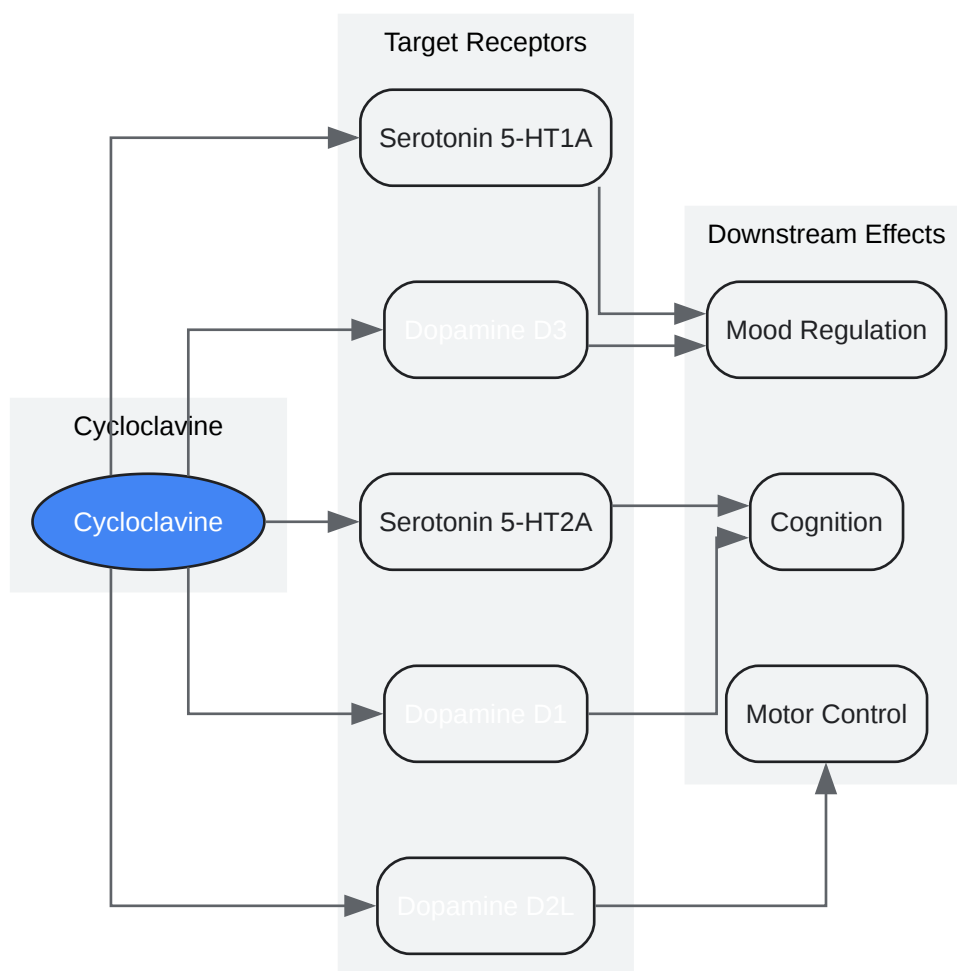 Target Receptors
Serotonin 5-HT1A
Downstream Effects
Dopamine D3
Mood Regulation
Cycloclavine
Cycloclavine
Serotonin 5-HT2A
Cognition
Dopamine D1
Motor Control
Dopamine D2L